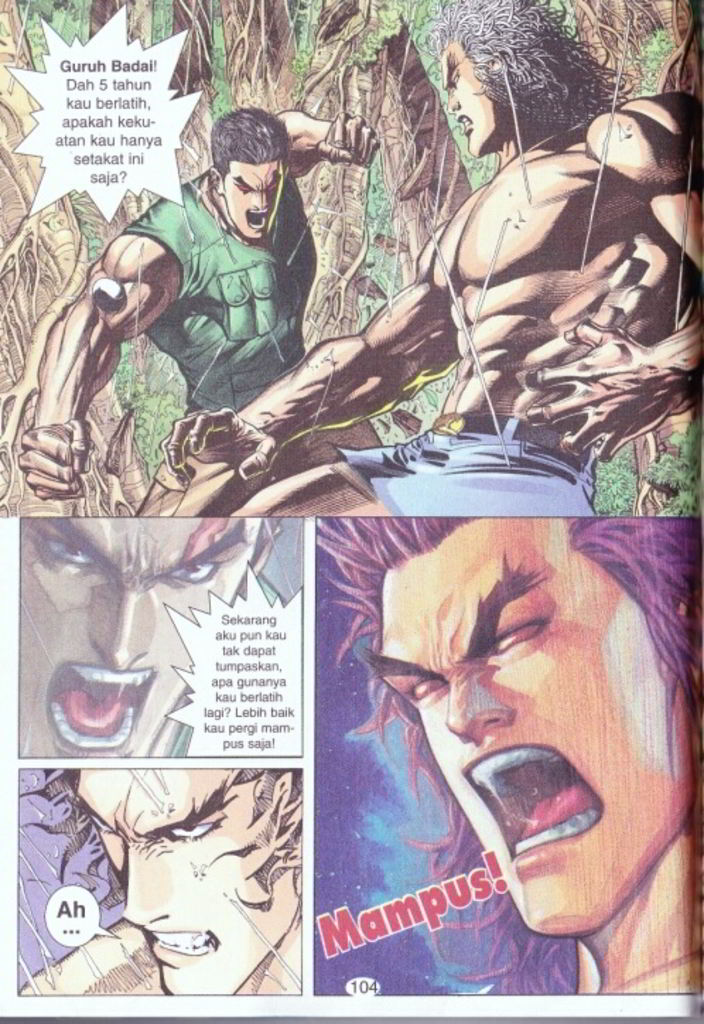 Guruh Badai!
Dah 5 tahun
kau berlatih,
apakah keku-
atan kau hanya
setakat ini
saja?
Sekarang
aku pun kau
tak dapat
tumpaskan,
apa gunanya
kau berlatih
lagi? Lebih baik
kau pergi mam-
pus saja!
Ah
...
Mampus!
104